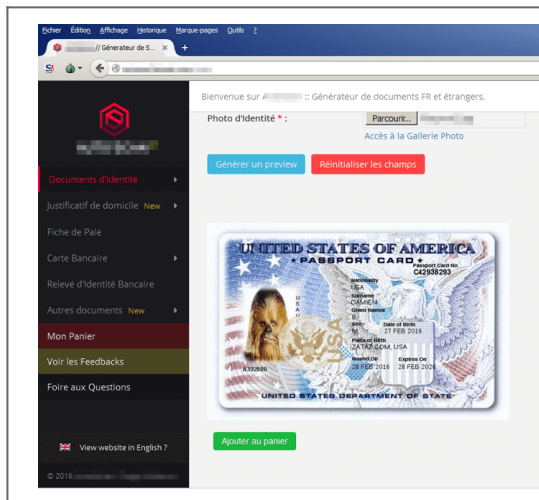 Fichier Édition Affichage Historique Marque-pages Outils ?
// Génerateur de S... × +
Bienvenue sur :: Générateur de documents FR et étrangers.
Photo d'Identité * : Parcourir...
Accès à la Gallerie Photo
Générer un preview Réinitialiser les champs
Documents d'Identité
Justificatif de domicile New
Fiche de Paie
Carte Bancaire
Relevé d'Identité Bancaire
Autres documents New
Mon Panier
Voir les Feedbacks
Foire aux Questions
View website in English ?
© 2016
UNITED STATES OF AMERICA
PASSPORT CARD
Passport Card No
C42938293
Nationality
USA
Surname
DAMIEN
Given Names
B
Sex Date of Birth
M 27 FEB 2016
Place of Birth
ZATAZ.COM, USA
Issued On Expires On
28 FEB 2016 28 FEB 2026
USA
UNITED STATES DEPARTMENT OF STATE
Ajouter au panier